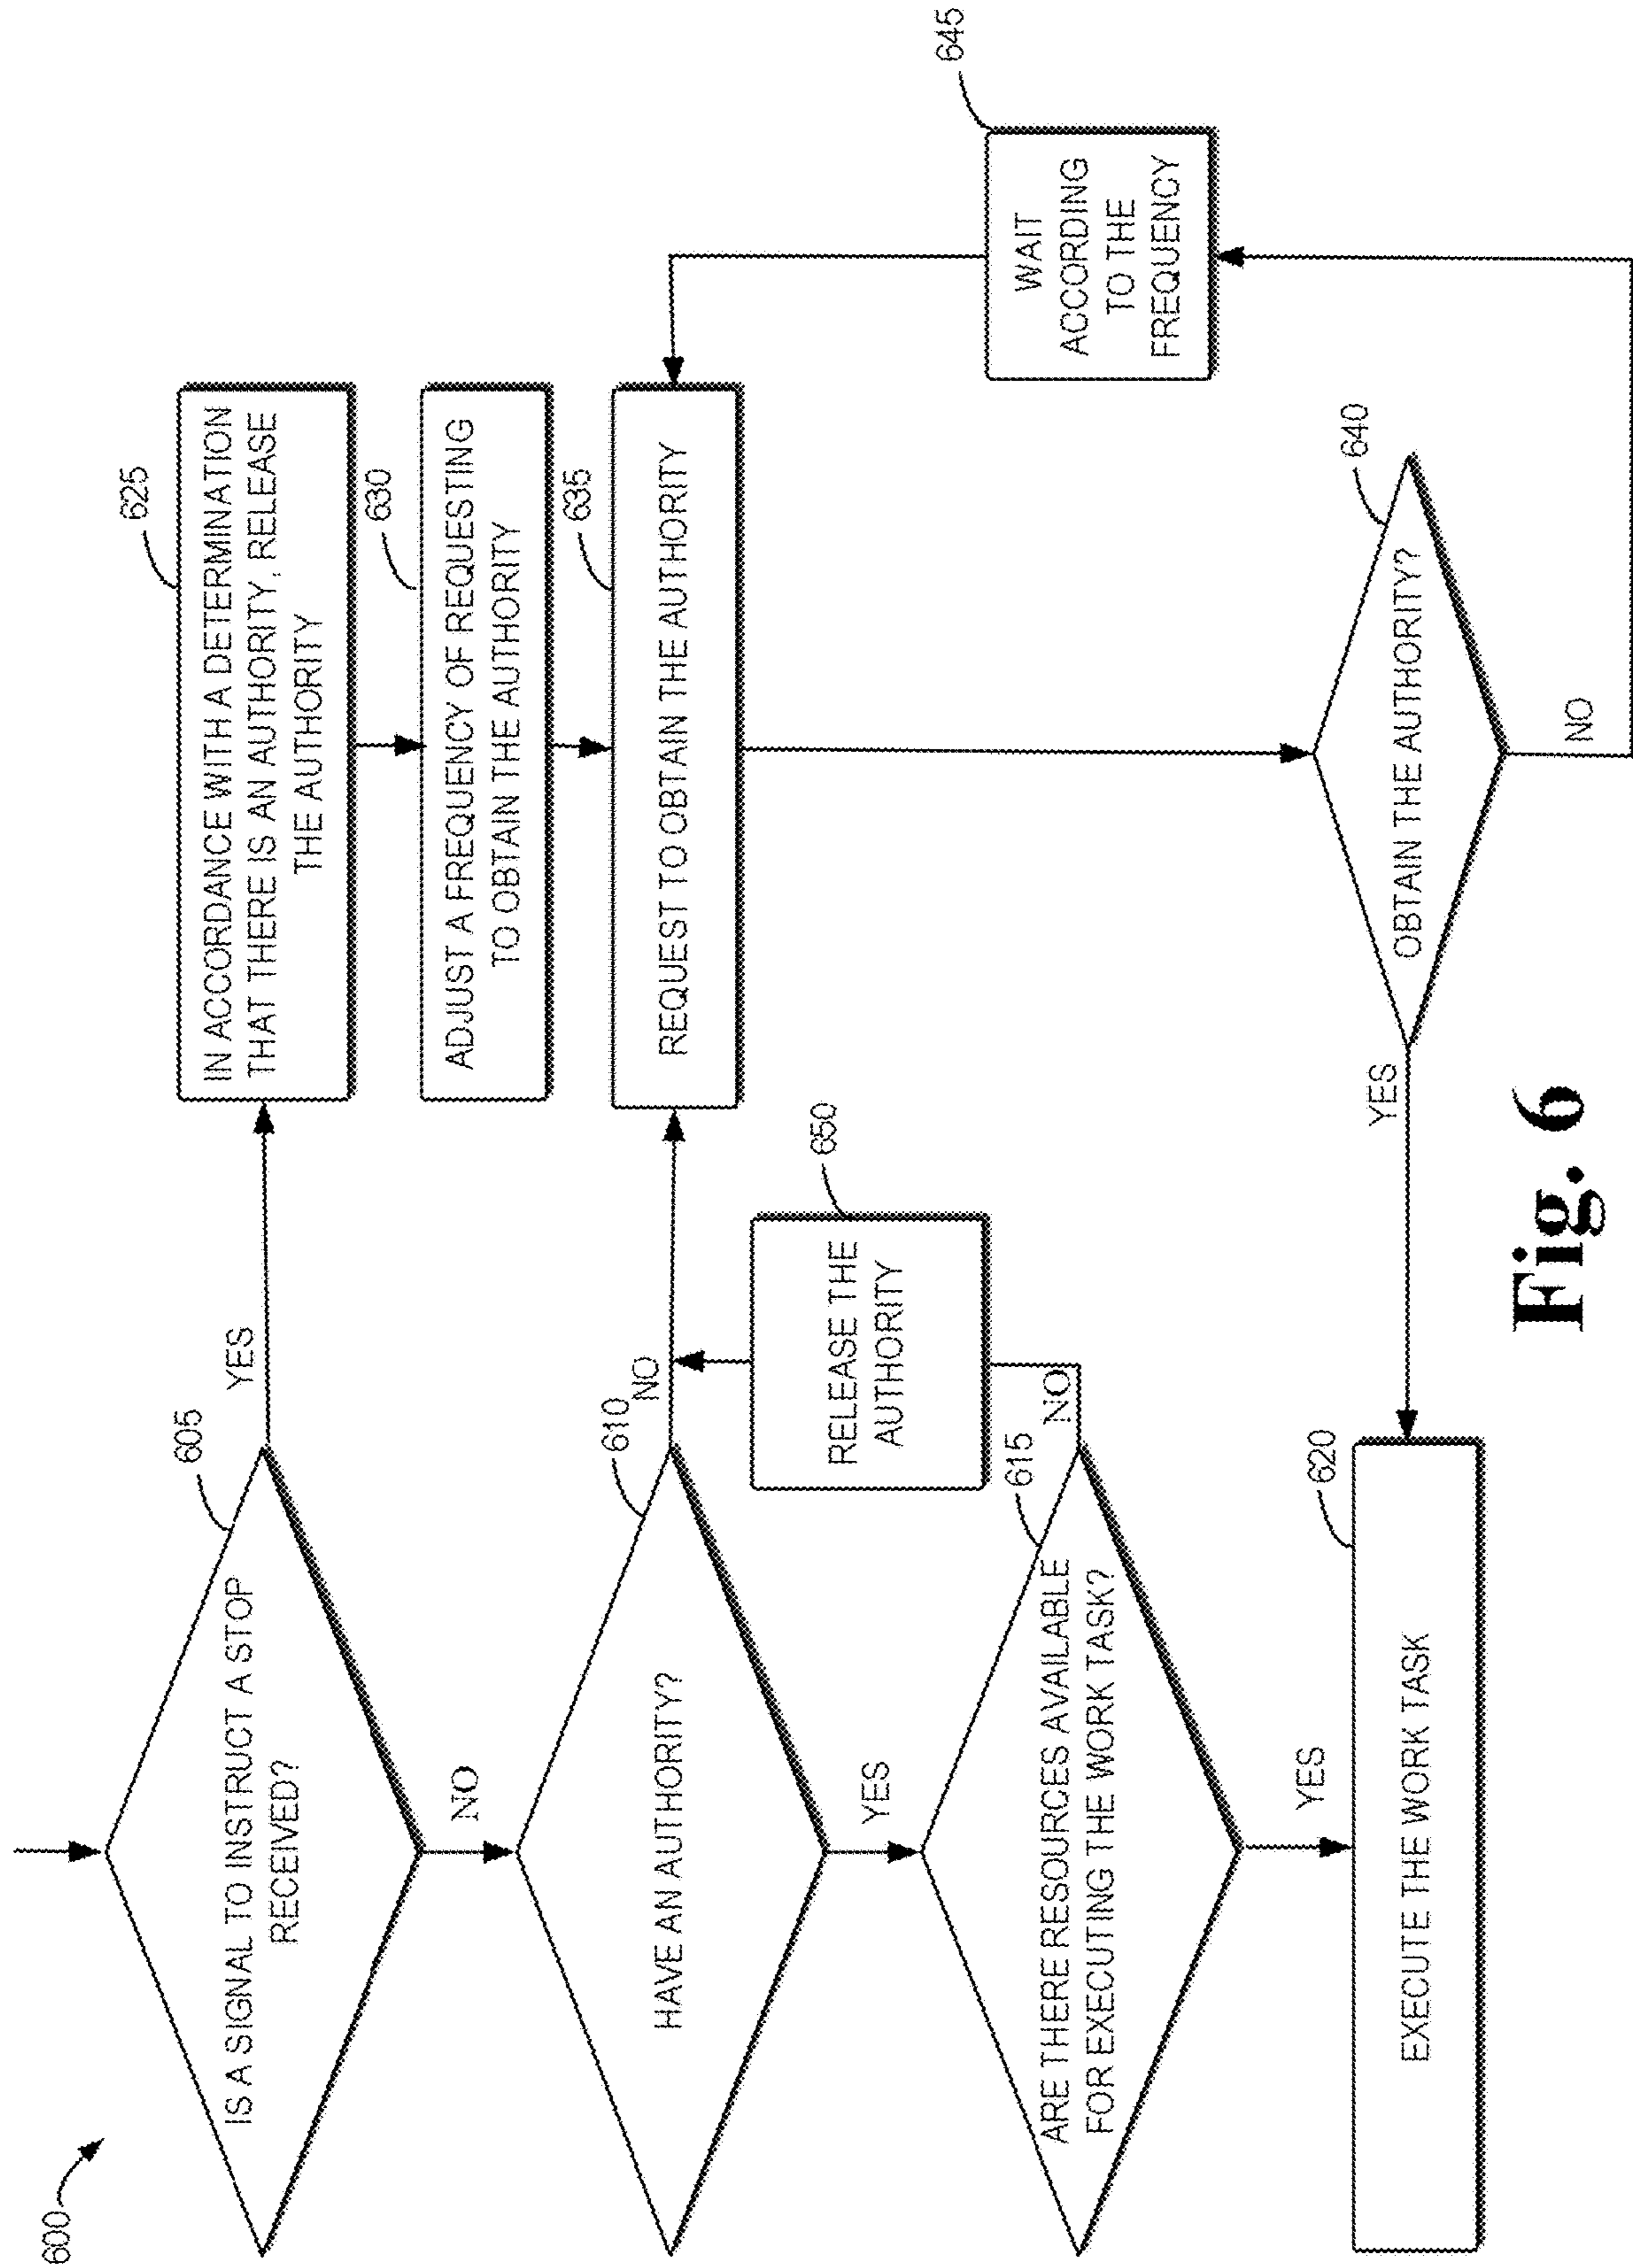 600
605
IS A SIGNAL TO INSTRUCT A STOP
RECEIVED?
YES
NO
625
IN ACCORDANCE WITH A DETERMINATION
THAT THERE IS AN AUTHORITY, RELEASE
THE AUTHORITY
630
ADJUST A FREQUENCY OF REQUESTING
TO OBTAIN THE AUTHORITY
610
HAVE AN AUTHORITY?
NO
YES
635
REQUEST TO OBTAIN THE AUTHORITY
650
RELEASE THE
AUTHORITY
645
WAIT
ACCORDING
TO THE
FREQUENCY
615
ARE THERE RESOURCES AVAILABLE
FOR EXECUTING THE WORK TASK?
NO
YES
640
OBTAIN THE AUTHORITY?
YES
NO
620
EXECUTE THE WORK TASK
Fig. 6